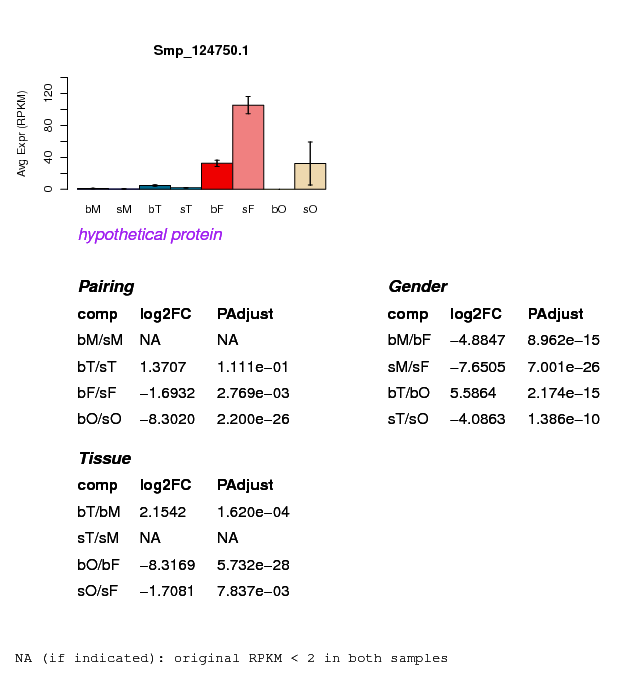 Smp_124750.1
Avg Expr (RPKM)
0 40 80 120
bM sM bT sT bF sF bO sO
hypothetical protein
Pairing
comp log2FC PAdjust
bM/sM NA NA
bT/sT 1.3707 1.111e−01
bF/sF −1.6932 2.769e−03
bO/sO −8.3020 2.200e−26
Gender
comp log2FC PAdjust
bM/bF −4.8847 8.962e−15
sM/sF −7.6505 7.001e−26
bT/bO 5.5864 2.174e−15
sT/sO −4.0863 1.386e−10
Tissue
comp log2FC PAdjust
bT/bM 2.1542 1.620e−04
sT/sM NA NA
bO/bF −8.3169 5.732e−28
sO/sF −1.7081 7.837e−03
NA (if indicated): original RPKM < 2 in both samples